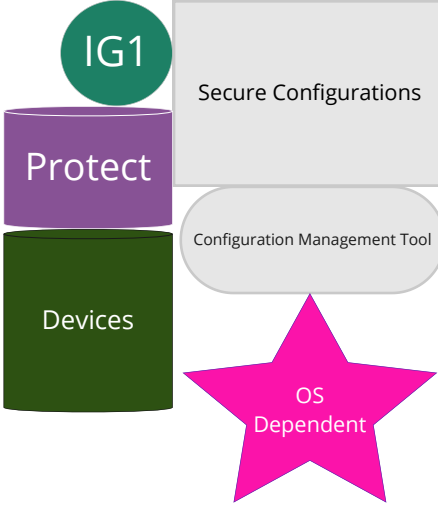 IG1
Secure Configurations
Protect
Configuration Management Tool
Devices
OS
Dependent